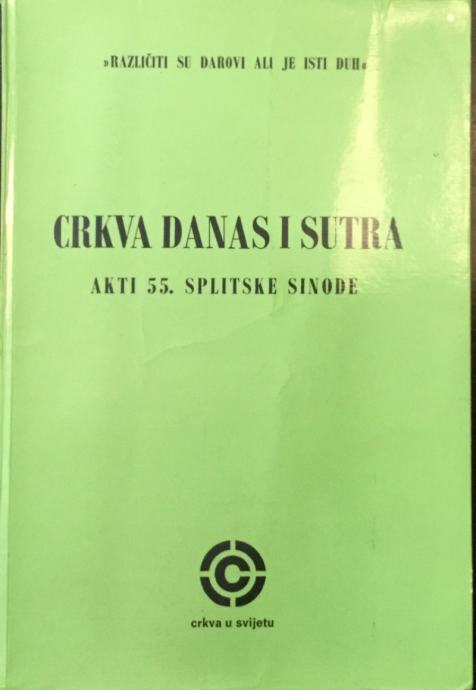 »RAZLIČITI SU DAROVI ALI JE ISTI DUH«
CRKVA DANAS I SUTRA
AKTI 55. SPLITSKE SINODE
C
crkva u svijetu